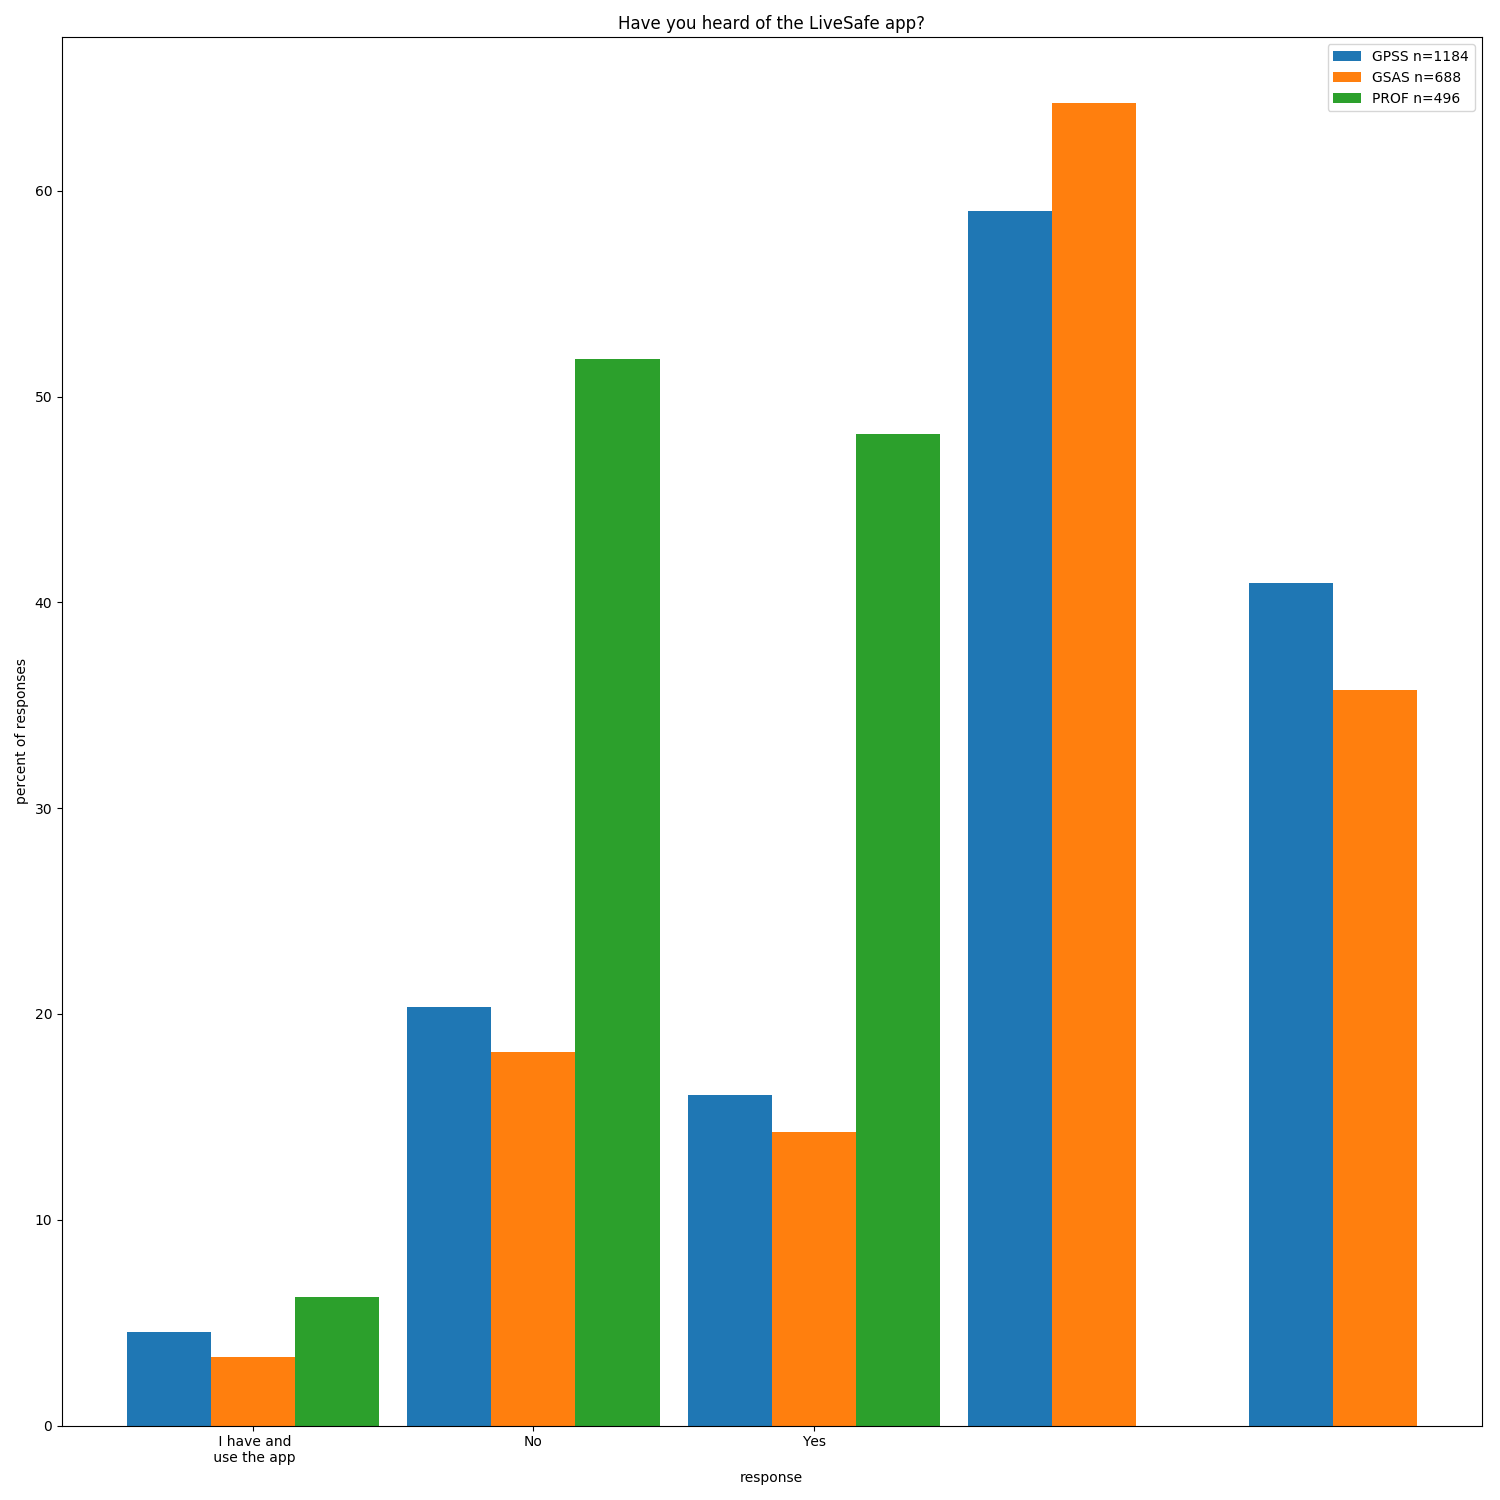 Have you heard of the LiveSafe app?
GPSS n=1184
GSAS n=688
PROF n=496
percent of responses
60
50
40
30
20
10
0
I have and
use the app
No
Yes
response